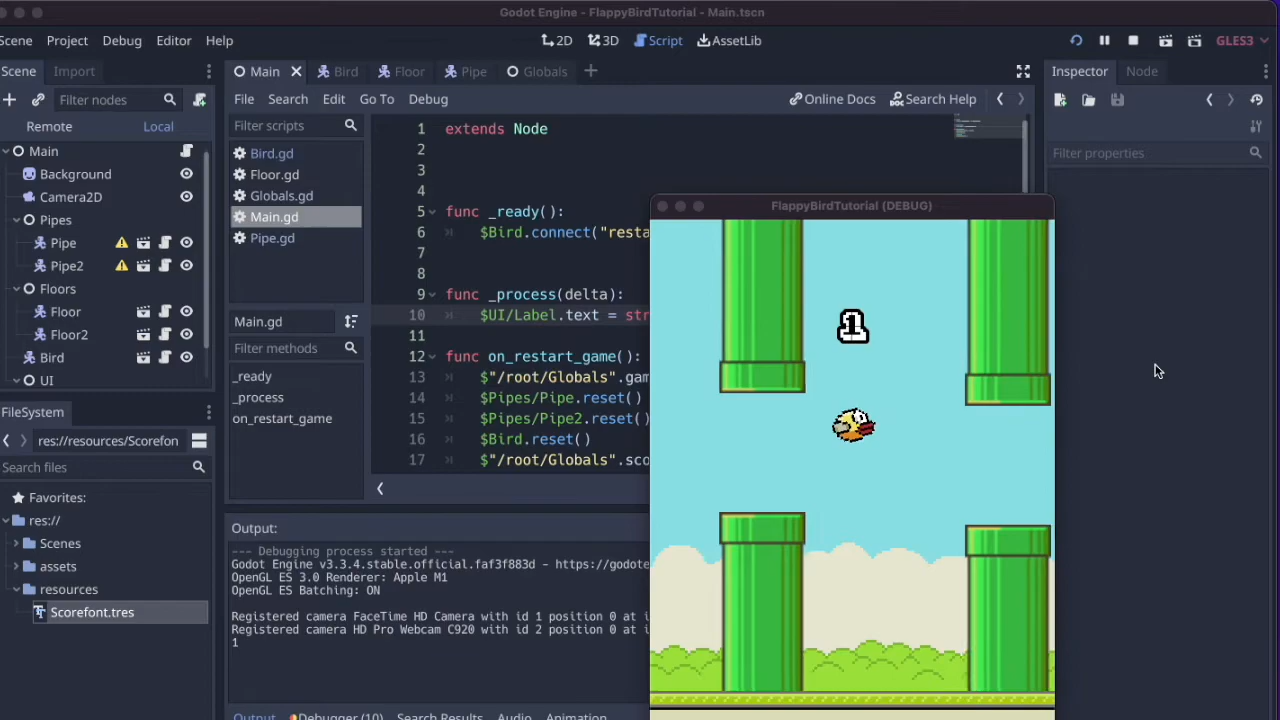 Godot Engine - FlappyBirdTutorial - Main.tscn
Scene Project Debug Editor Help
2D 3D Script AssetLib
GLES3
Scene Import
Main Bird Floor Pipe Globals
Inspector Node
Filter nodes
File Search Edit Go To Debug
Online Docs Search Help
Remote Local
Filter scripts
Filter properties
Main
Background
Camera2D
Pipes
Pipe
Pipe2
Floors
Floor
Floor2
Bird
UI
Bird.gd
Floor.gd
Globals.gd
Main.gd
Pipe.gd
Main.gd
Filter methods
_ready
_process
on_restart_game
1 extends Node
2
3
4
5 func _ready():
6 $Bird.connect("resta
7
8
9 func _process(delta):
10 $UI/Label.text = str
11
12 func on_restart_game():
13 $"/root/Globals".gam
14 $Pipes/Pipe.reset()
15 $Pipes/Pipe2.reset()
16 $Bird.reset()
17 $"/root/Globals".sco
FlappyBirdTutorial (DEBUG)
1
FileSystem
res://resources/Scorefon
Search files
Favorites:
res://
Scenes
assets
resources
Scorefont.tres
Output:
--- Debugging process started ---
Godot Engine v3.3.4.stable.official.faf3f883d - https://godote
OpenGL ES 3.0 Renderer: Apple M1
OpenGL ES Batching: ON
Registered camera FaceTime HD Camera with id 1 position 0 at i
Registered camera HD Pro Webcam C920 with id 2 position 0 at i
1
Output Debugger (10) Search Results Audio Animation